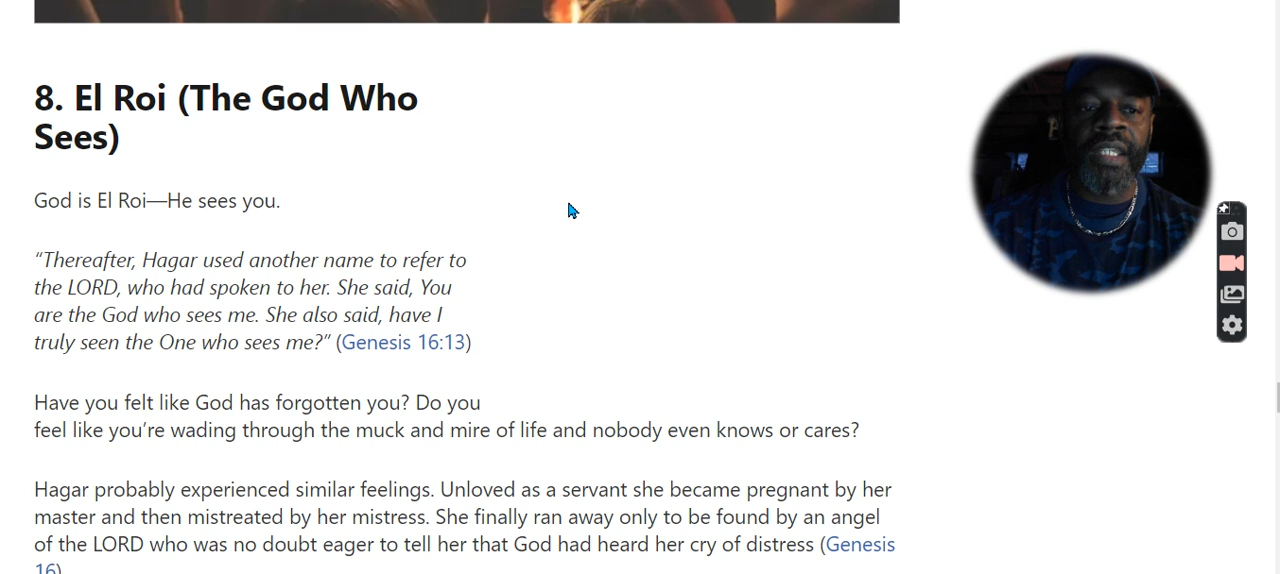 8. El Roi (The God Who
Sees)
God is El Roi—He sees you.
“Thereafter, Hagar used another name to refer to
the LORD, who had spoken to her. She said, You
are the God who sees me. She also said, have I
truly seen the One who sees me?” (Genesis 16:13)
Have you felt like God has forgotten you? Do you
feel like you’re wading through the muck and mire of life and nobody even knows or cares?
Hagar probably experienced similar feelings. Unloved as a servant she became pregnant by her
master and then mistreated by her mistress. She finally ran away only to be found by an angel
of the LORD who was no doubt eager to tell her that God had heard her cry of distress (Genesis
16)